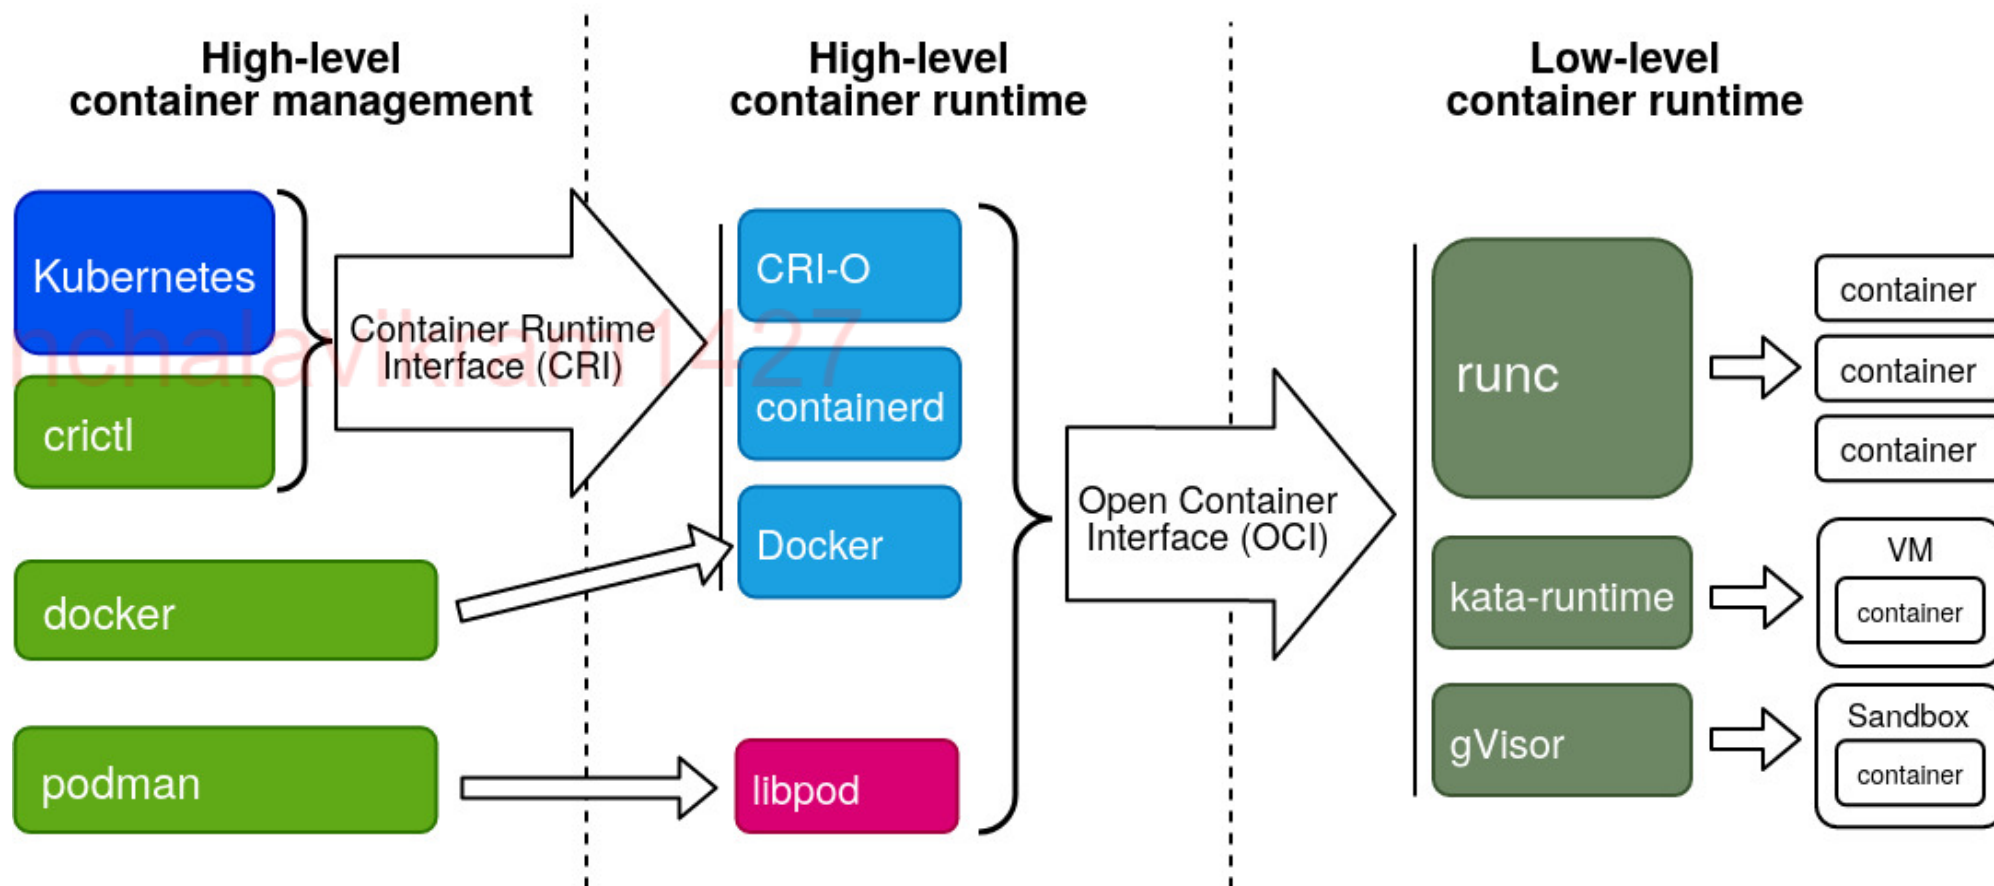 High-level
container management
High-level
container runtime
Low-level
container runtime
Kubernetes
crictl
docker
podman
Container Runtime
Interface (CRI)
nchalavikram1427
CRI-O
containerd
Docker
libpod
Open Container
Interface (OCI)
runc
kata-runtime
gVisor
container
container
container
VM
container
Sandbox
container